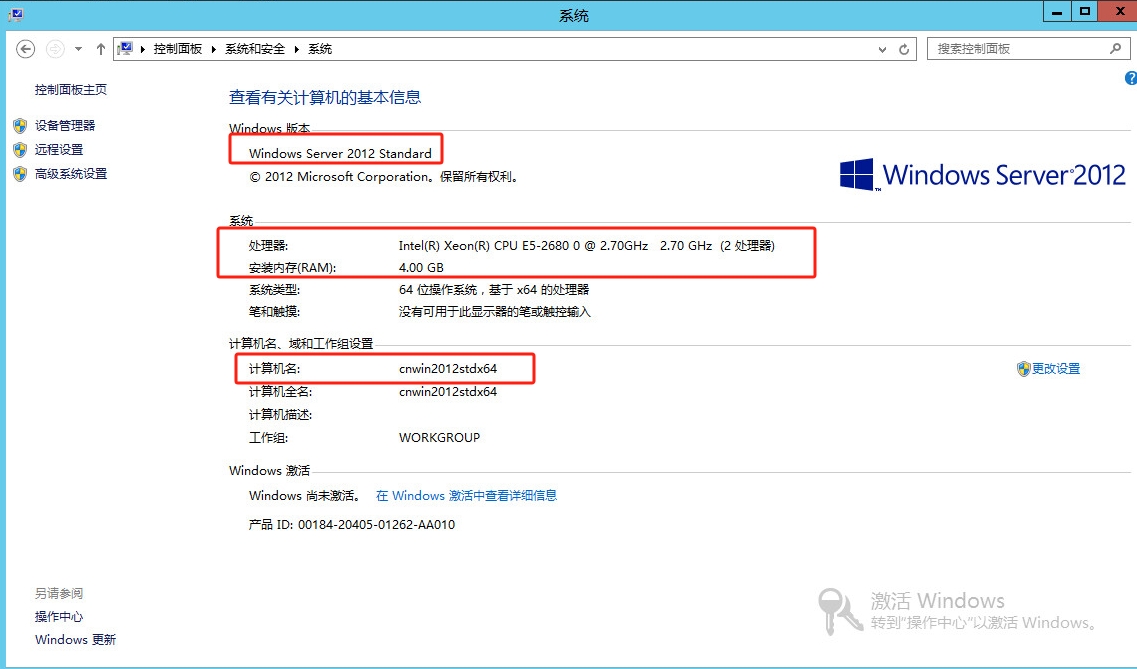 系统
控制面板 系统和安全 系统
搜索控制面板
控制面板主页
设备管理器
远程设置
高级系统设置
查看有关计算机的基本信息
Windows 版本
Windows Server 2012 Standard
© 2012 Microsoft Corporation。保留所有权利。
Windows Server 2012
系统
处理器: Intel(R) Xeon(R) CPU E5-2680 0 @ 2.70GHz 2.70 GHz (2 处理器)
安装内存(RAM): 4.00 GB
系统类型: 64 位操作系统，基于 x64 的处理器
笔和触摸: 没有可用于此显示器的笔或触控输入
计算机名、域和工作组设置
计算机名: cnwin2012stdx64 更改设置
计算机全名: cnwin2012stdx64
计算机描述:
工作组: WORKGROUP
Windows 激活
Windows 尚未激活。 在 Windows 激活中查看详细信息
产品 ID: 00184-20405-01262-AA010
另请参阅
操作中心
Windows 更新
激活 Windows
转到"操作中心"以激活 Windows。